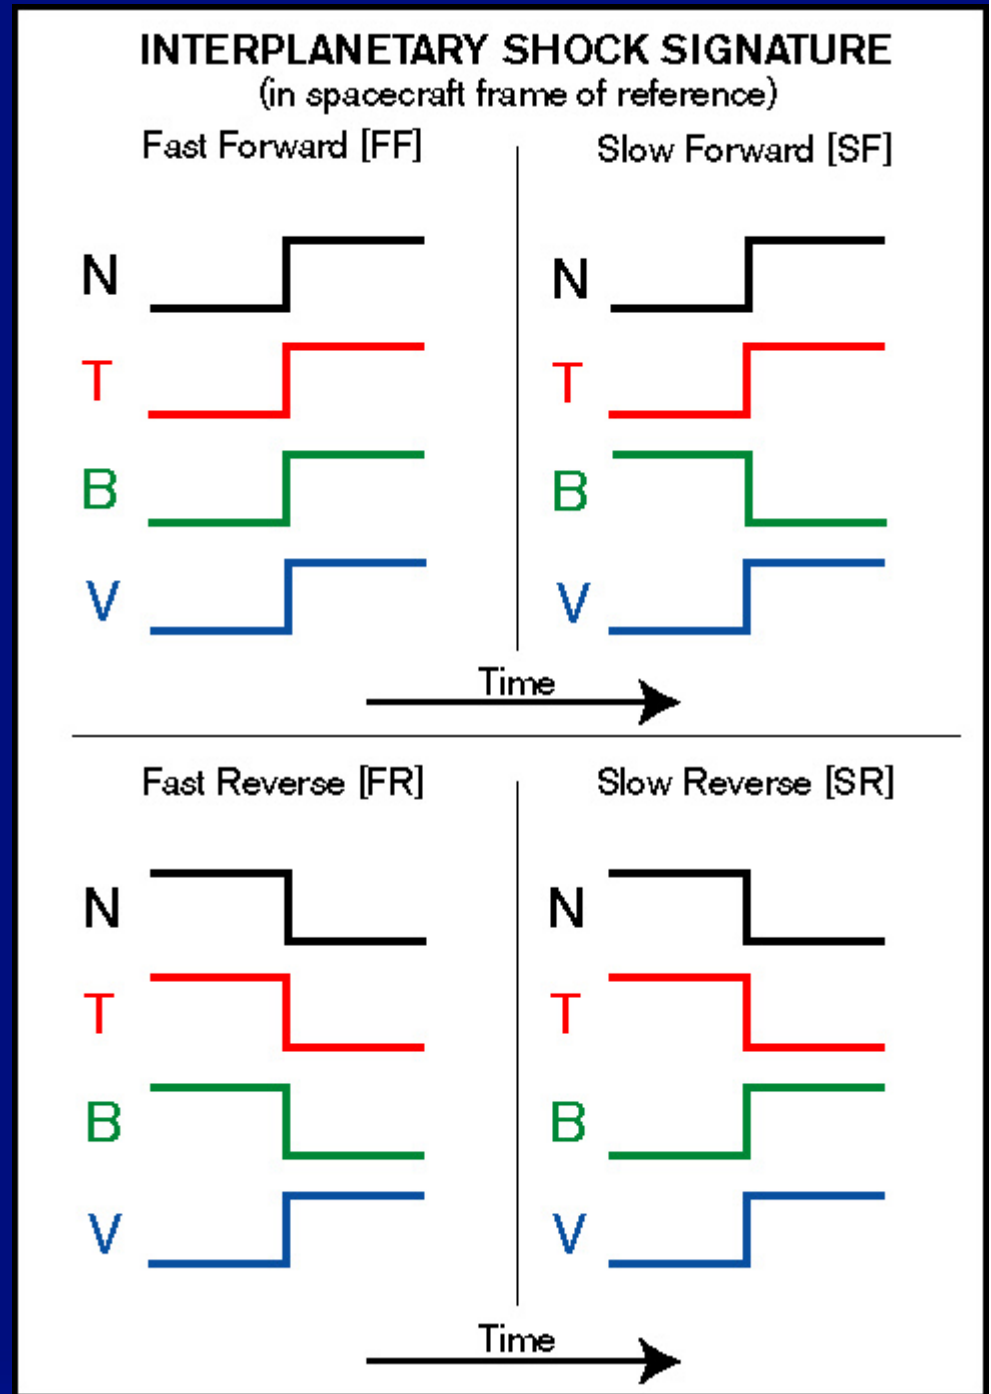 INTERPLANETARY SHOCK SIGNATURE
(in spacecraft frame of reference)
Fast Forward [FF]
N
T
B
V
Slow Forward [SF]
N
T
B
V
Time
Fast Reverse [FR]
N
T
B
V
Slow Reverse [SR]
N
T
B
V
Time